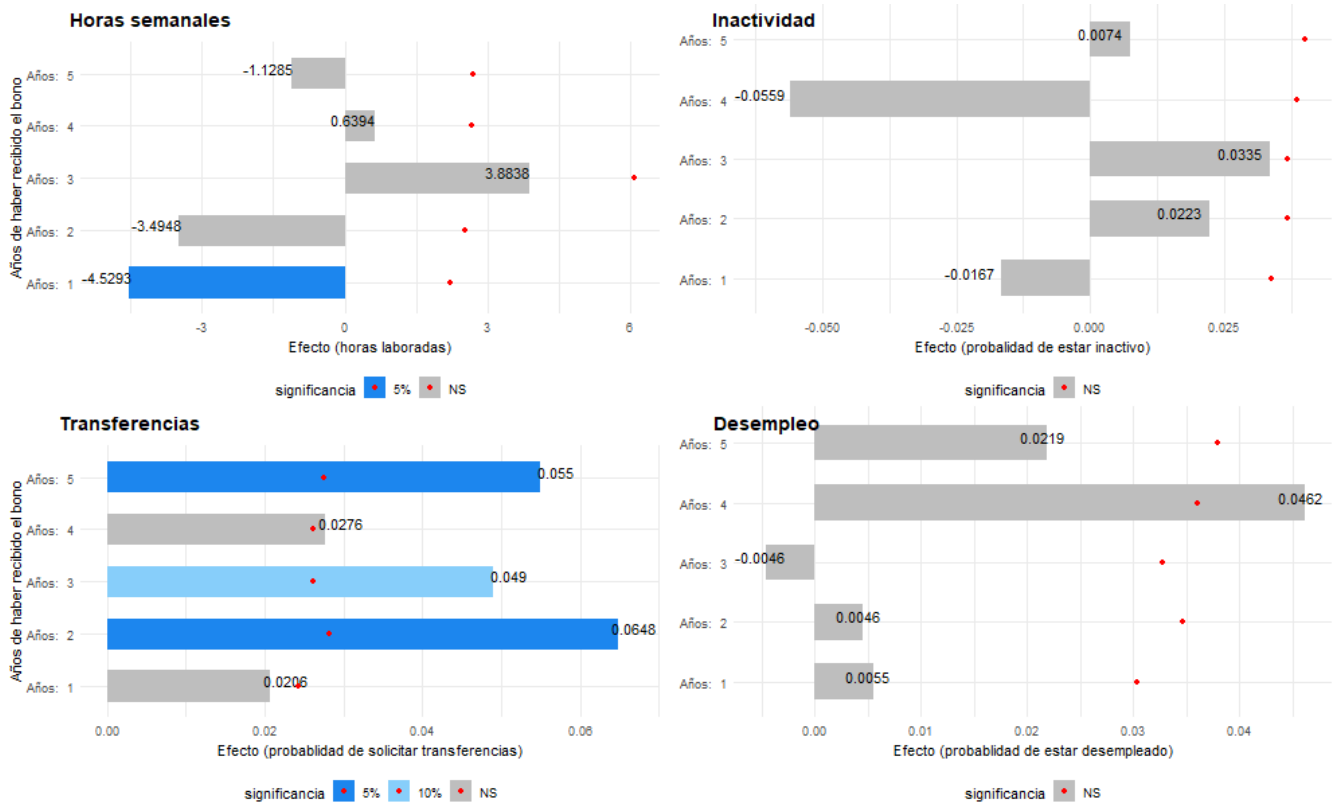 Horas semanales
Años de haber recibido el bono
Años: 5
-1.1285
Años: 4
0.6394
Años: 3
3.8838
Años: 2
-3.4948
Años: 1
-4.5293
-3 0 3 6
Efecto (horas laboradas)
significancia 5% NS
Inactividad
Años: 5
0.0074
Años: 4
-0.0559
Años: 3
0.0335
Años: 2
0.0223
Años: 1
-0.0167
-0.050 -0.025 0.000 0.025
Efecto (probalidad de estar inactivo)
significancia NS
Transferencias
Años de haber recibido el bono
Años: 5
0.055
Años: 4
0.0276
Años: 3
0.049
Años: 2
0.0648
Años: 1
0.0206
0.00 0.02 0.04 0.06
Efecto (probablidad de solicitar transferencias)
significancia 5% 10% NS
Desempleo
Años: 5
0.0219
Años: 4
0.0462
Años: 3
-0.0046
Años: 2
0.0046
Años: 1
0.0055
0.00 0.01 0.02 0.03 0.04
Efecto (probablidad de estar desempleado)
significancia NS